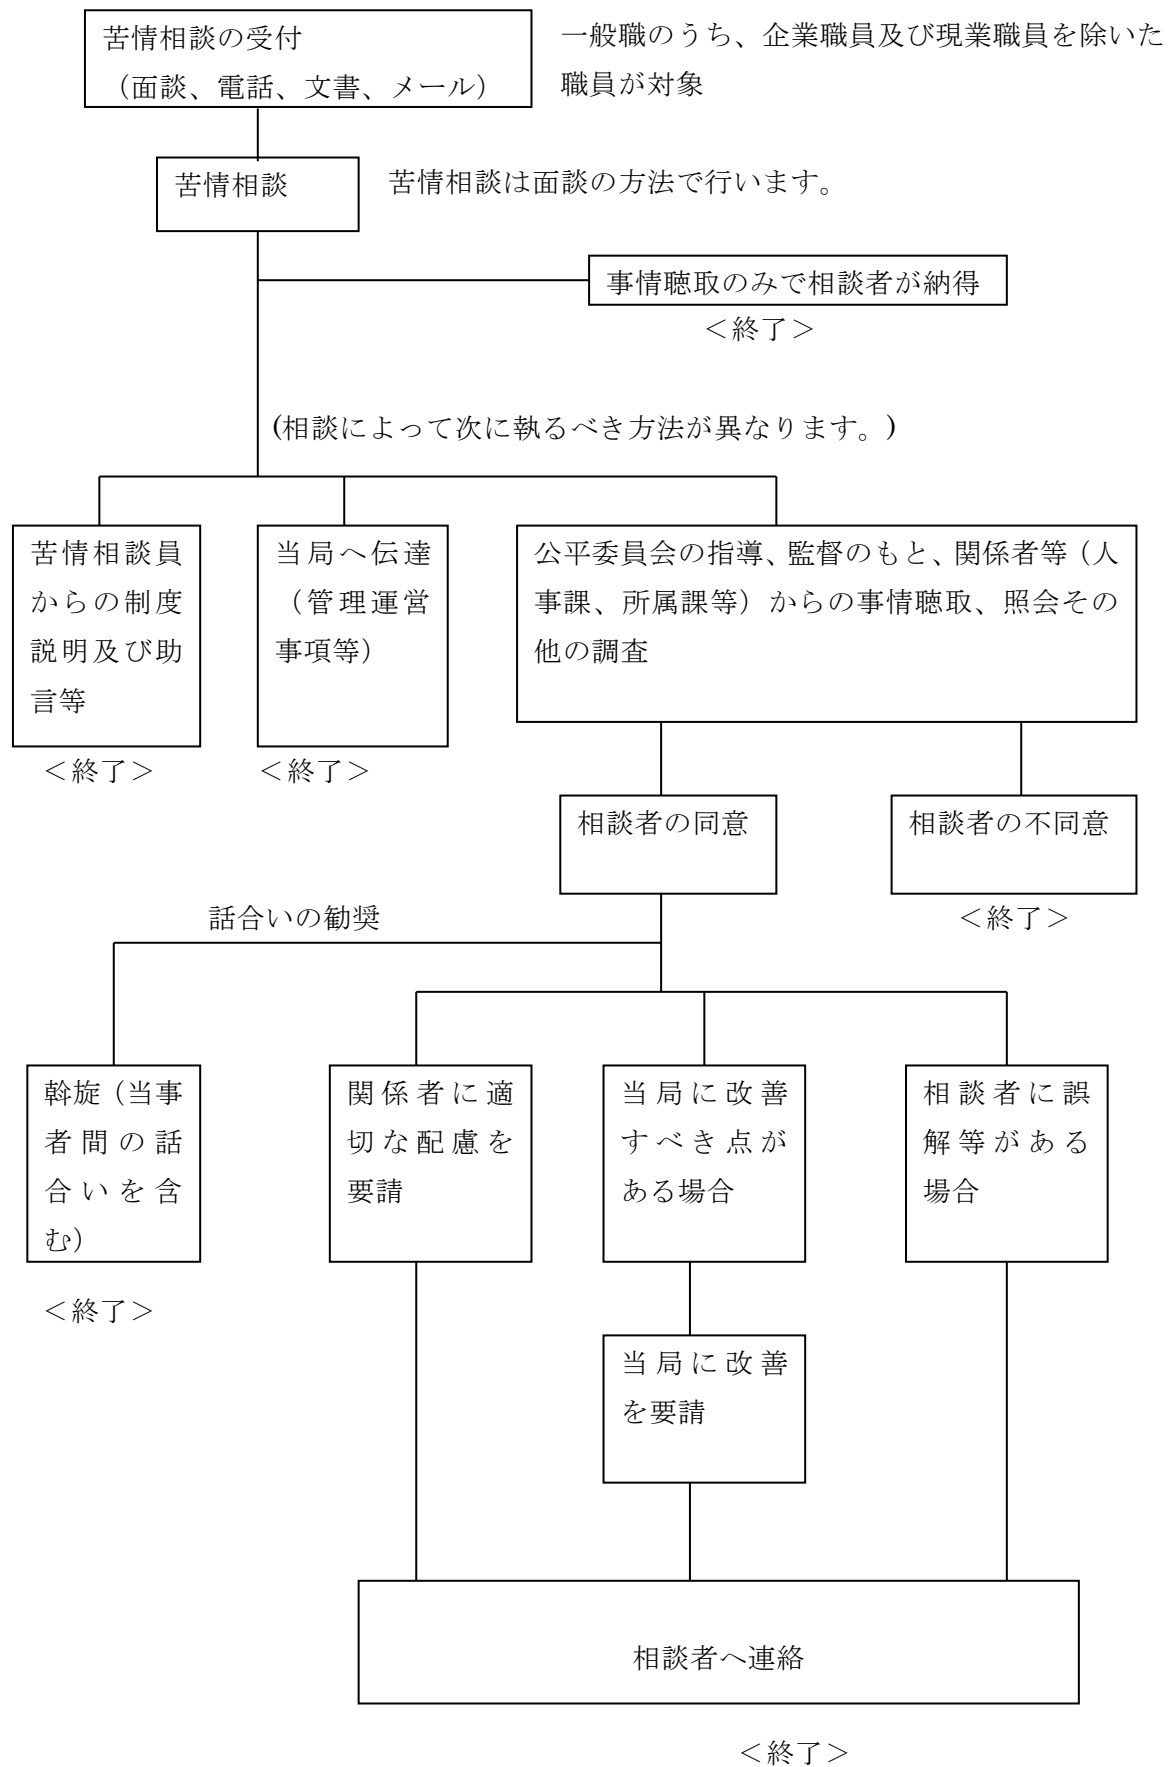 苦情相談の受付
（面談、電話、文書、メール）
一般職のうち、企業職員及び現業職員を除いた
職員が対象
苦情相談
苦情相談は面談の方法で行います。
事情聴取のみで相談者が納得
＜終了＞
(相談によって次に執るべき方法が異なります。)
苦情相談員
からの制度
説明及び助
言等
＜終了＞
当局へ伝達
（管理運営
事項等）
＜終了＞
公平委員会の指導、監督のもと、関係者等（人
事課、所属課等）からの事情聴取、照会その
他の調査
相談者の同意
相談者の不同意
＜終了＞
話合いの勧奨
斡旋（当事
者間の話
合いを含
む）
＜終了＞
関係者に適
切な配慮を
要請
当局に改善
すべき点が
ある場合
相談者に誤
解等がある
場合
当局に改善
を要請
相談者へ連絡
＜終了＞